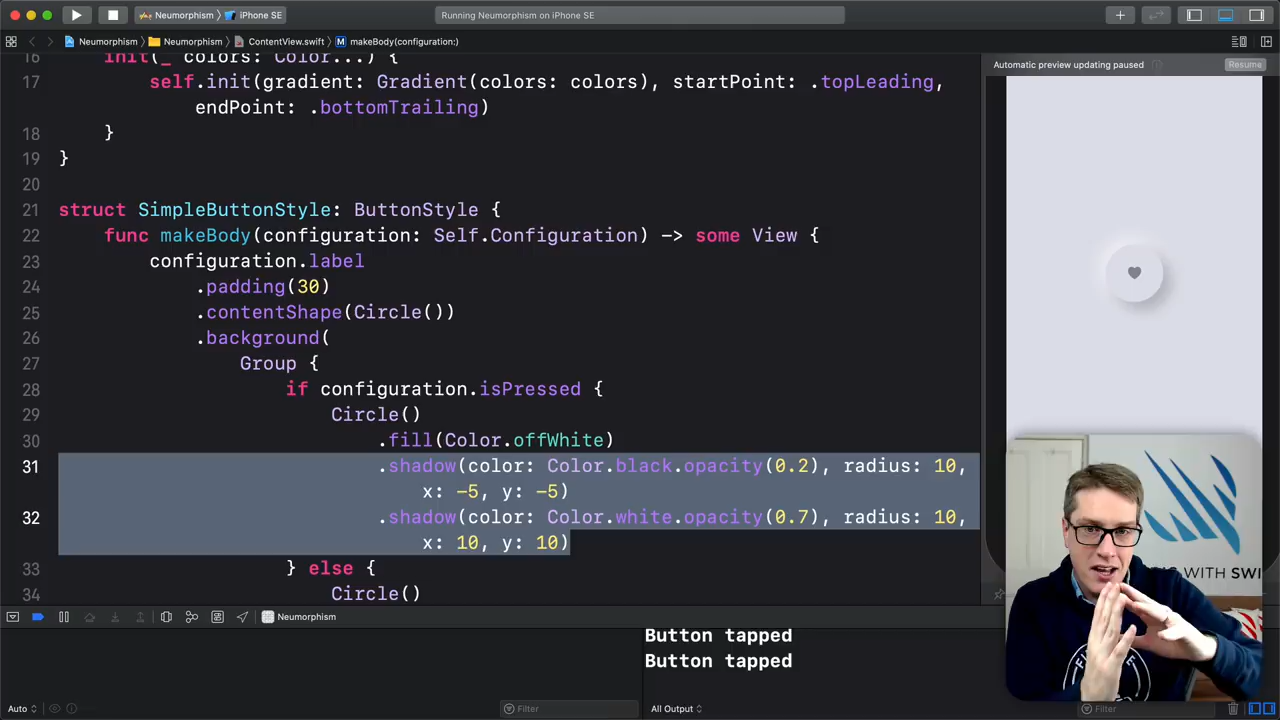 Neumorphism > iPhone SE
Running Neumorphism on iPhone SE
Neumorphism > Neumorphism > ContentView.swift > M makeBody(configuration:)
Automatic preview updating paused
Resume
16 init(_ colors: Color...) {
17 self.init(gradient: Gradient(colors: colors), startPoint: .topLeading,
endPoint: .bottomTrailing)
18 }
19 }
20
21 struct SimpleButtonStyle: ButtonStyle {
22 func makeBody(configuration: Self.Configuration) -> some View {
23 configuration.label
24 .padding(30)
25 .contentShape(Circle())
26 .background(
27 Group {
28 if configuration.isPressed {
29 Circle()
30 .fill(Color.offWhite)
31 .shadow(color: Color.black.opacity(0.2), radius: 10,
x: -5, y: -5)
32 .shadow(color: Color.white.opacity(0.7), radius: 10,
x: 10, y: 10)
33 } else {
34 Circle()
WITH SWI
Neumorphism
Button tapped
Button tapped
Auto
Filter
All Output
Filter